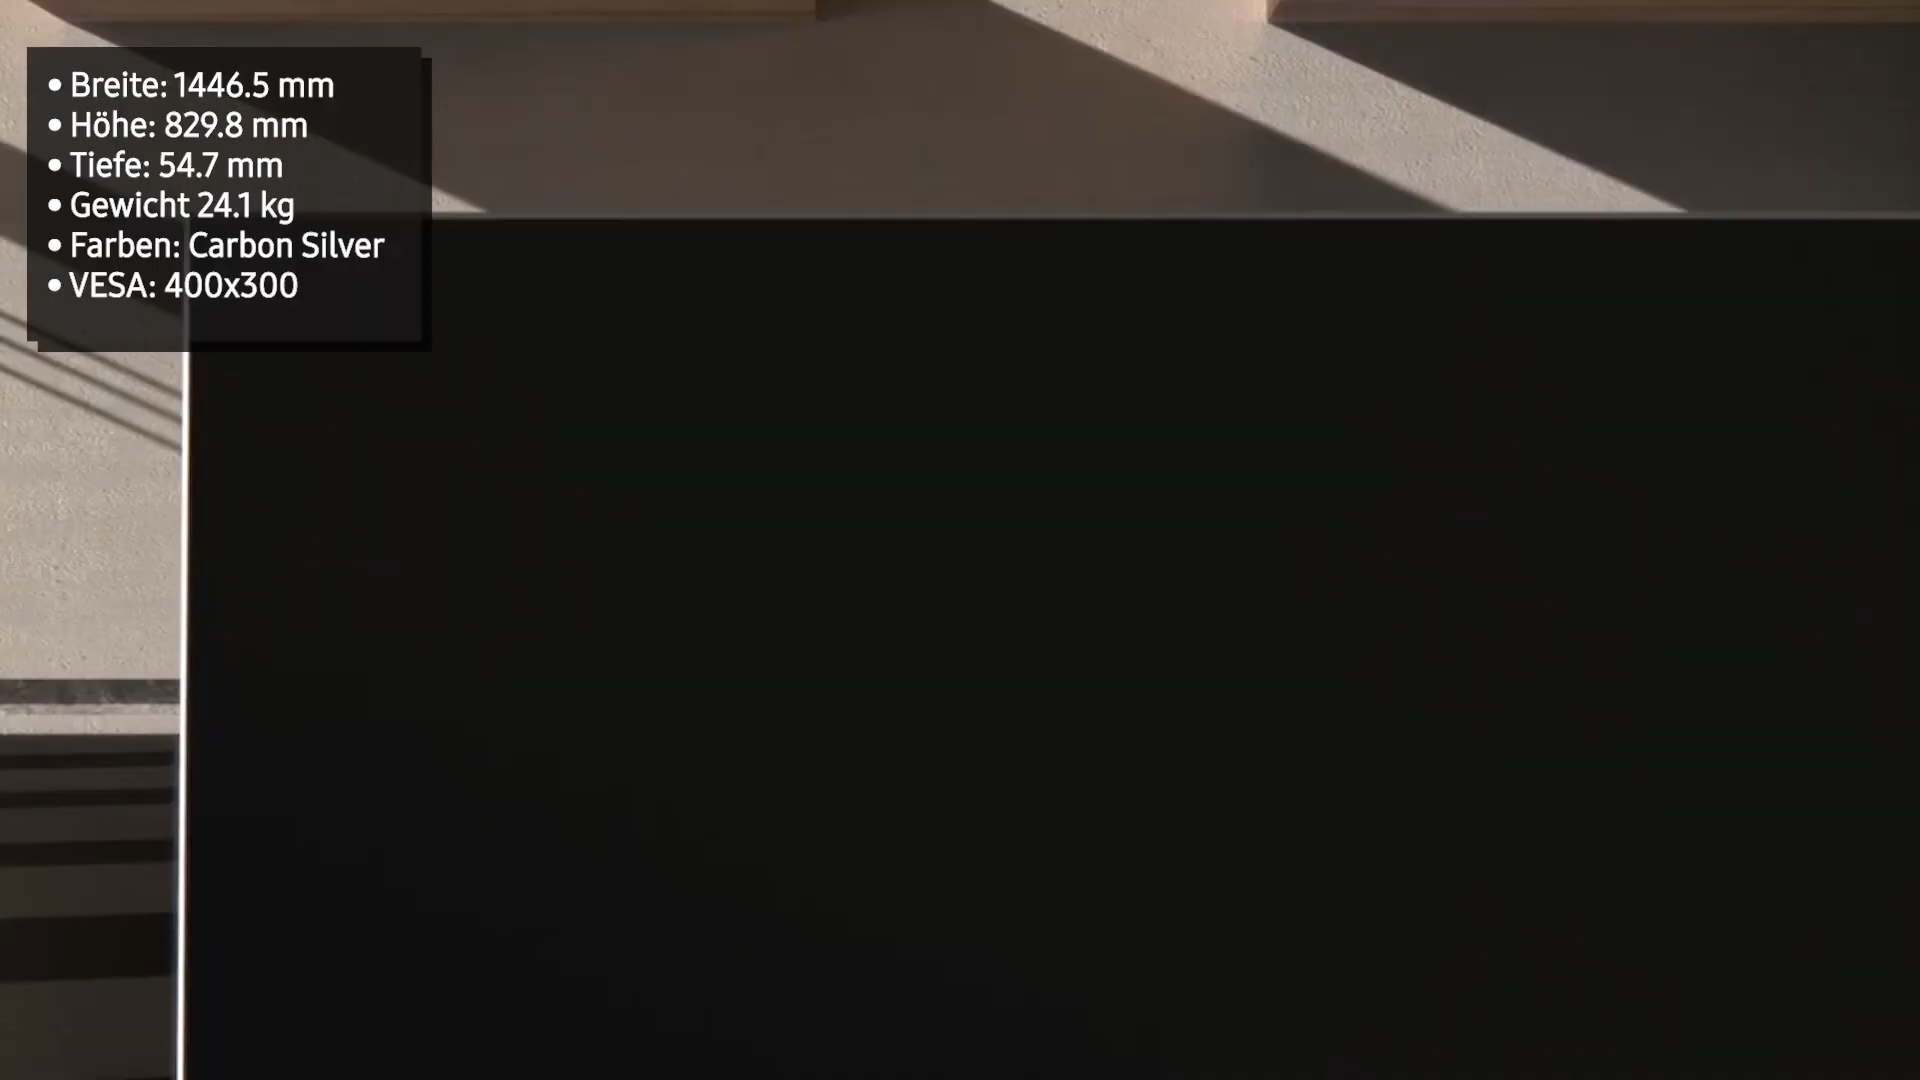 • Breite: 1446.5 mm
• Höhe: 829.8 mm
• Tiefe: 54.7 mm
• Gewicht 24.1 kg
• Farben: Carbon Silver
• VESA: 400x300